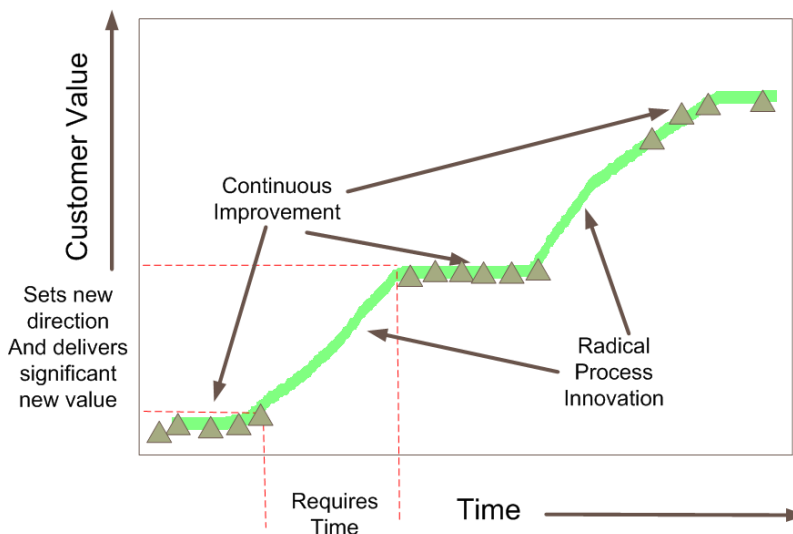 Customer Value
Sets new
direction
And delivers
significant
new value
Continuous
Improvement
Radical
Process
Innovation
Requires
Time
Time